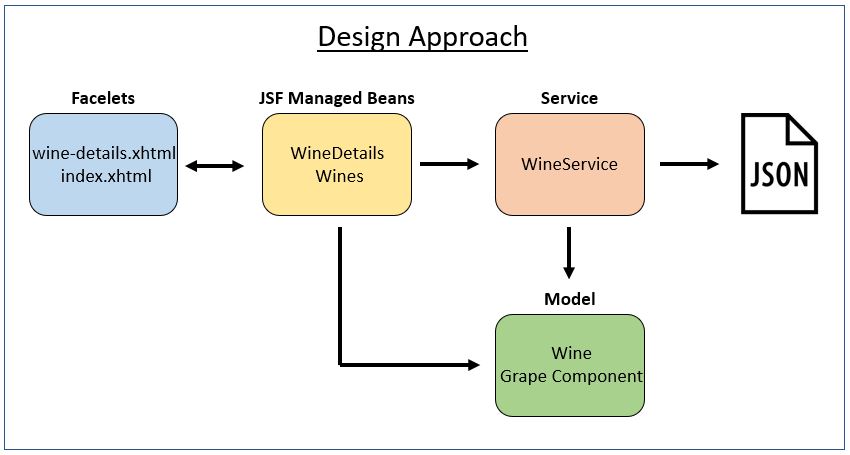 Design Approach
Facelets
JSF Managed Beans
Service
wine-details.xhtml
index.xhtml
WineDetails
Wines
WineService
JSON
Model
Wine
Grape Component